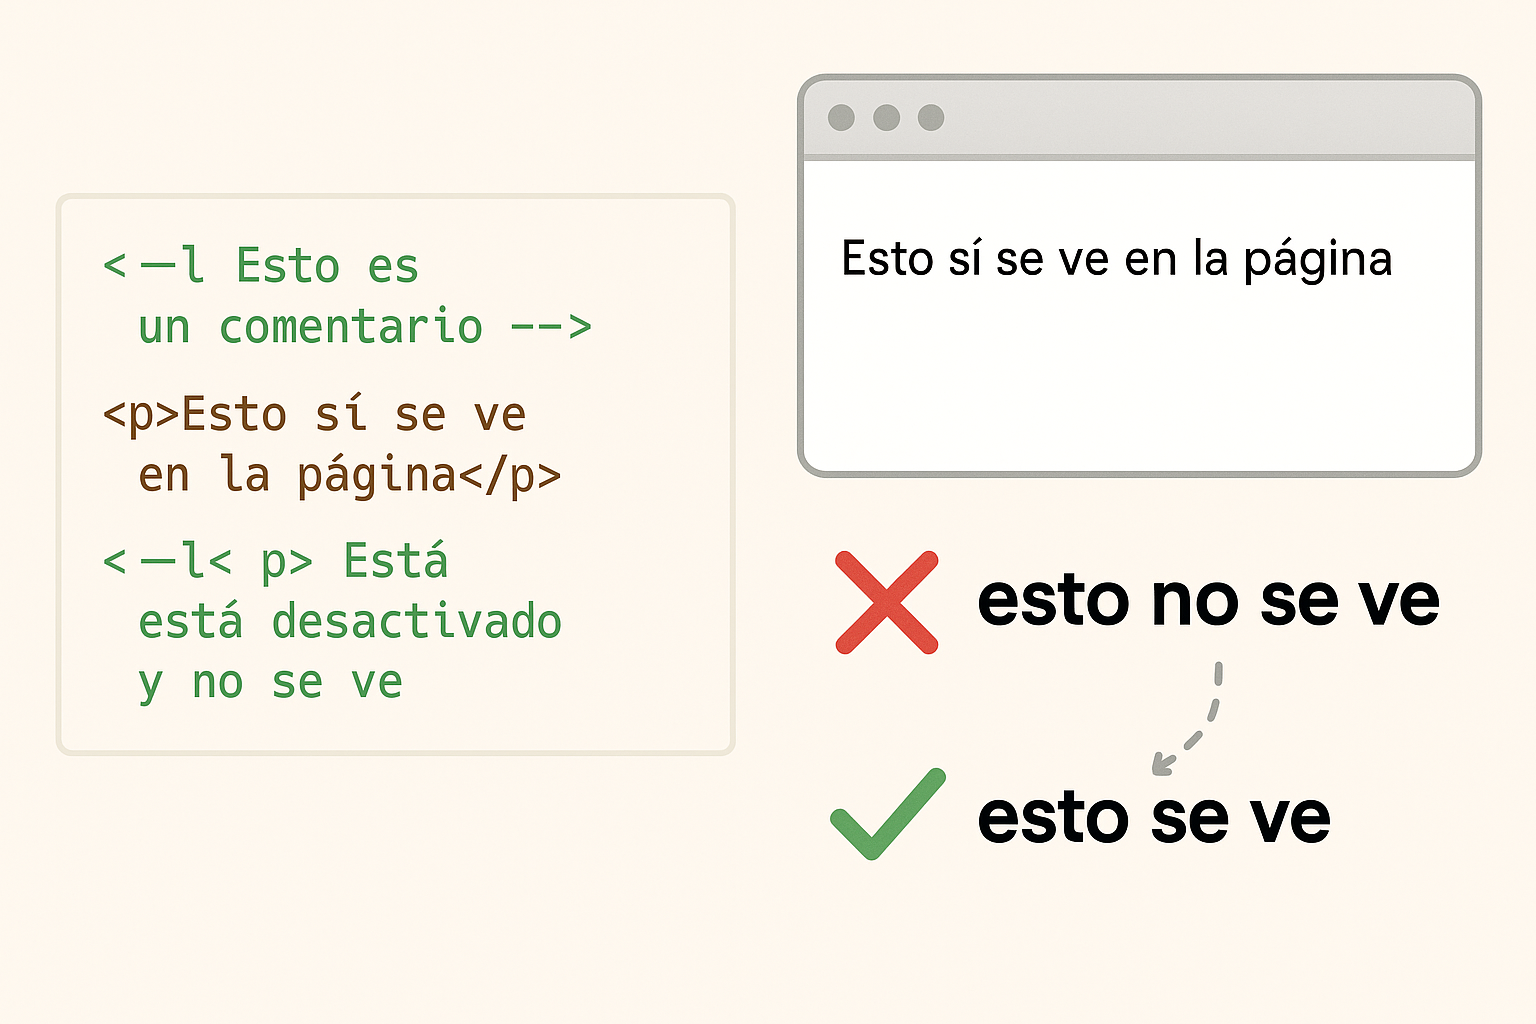 <—l Esto es
un comentario -->
<p>Esto sí se ve
en la página</p>
<—l< p> Está
está desactivado
y no se ve
Esto sí se ve en la página
esto no se ve
esto se ve